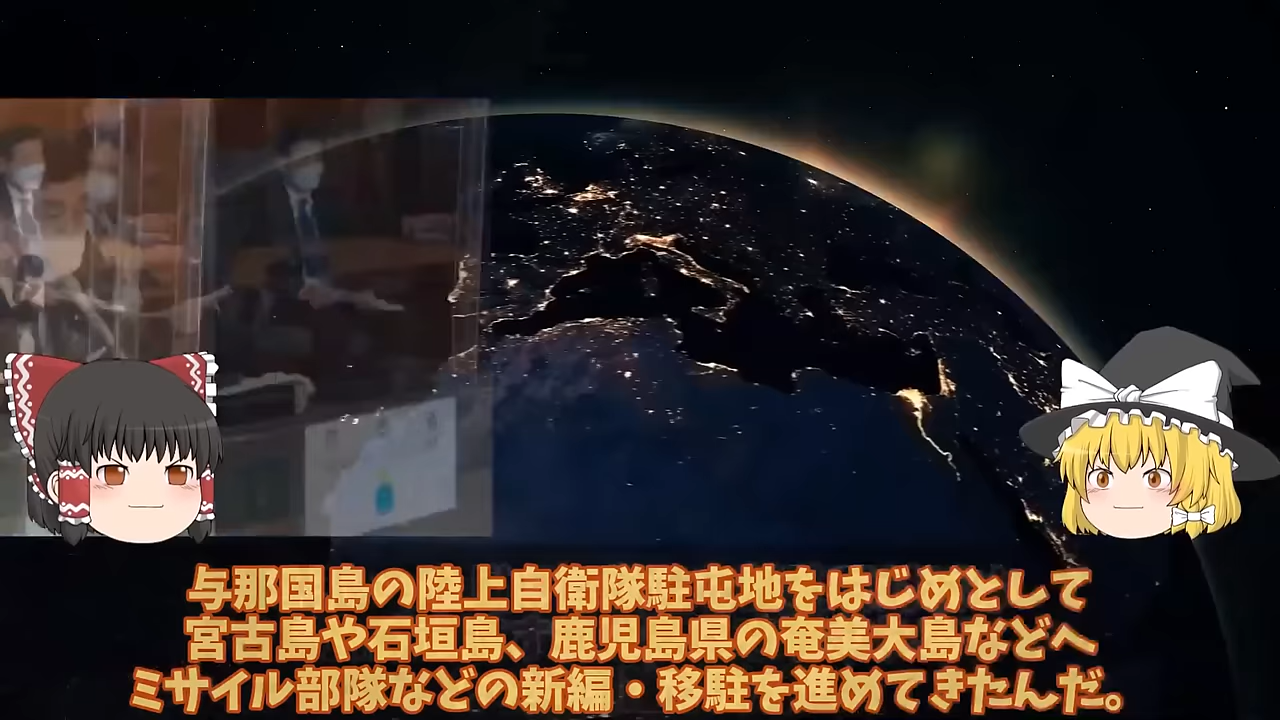 与那国島の陸上自衛隊駐屯地をはじめとして
宮古島や石垣島、鹿児島県の奄美大島などへ
ミサイル部隊などの新編・移駐を進めてきたんだ。